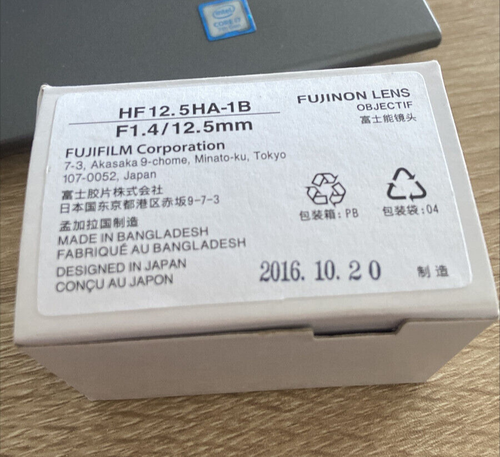 intel
CORE i7
HF12.5HA-1B
F1.4/12.5mm
FUJINON LENS
OBJECTIF
富士能镜头
FUJIFILM Corporation
7-3, Akasaka 9-chome, Minato-ku, Tokyo
107-0052, Japan
富士胶片株式会社
日本国东京都港区赤坂9-7-3
孟加拉国制造
MADE IN BANGLADESH
FABRIQUÉ AU BANGLADESH
DESIGNED IN JAPAN
CONÇU AU JAPON
包装箱: PB
包装袋: 04
2016.10.20
制造